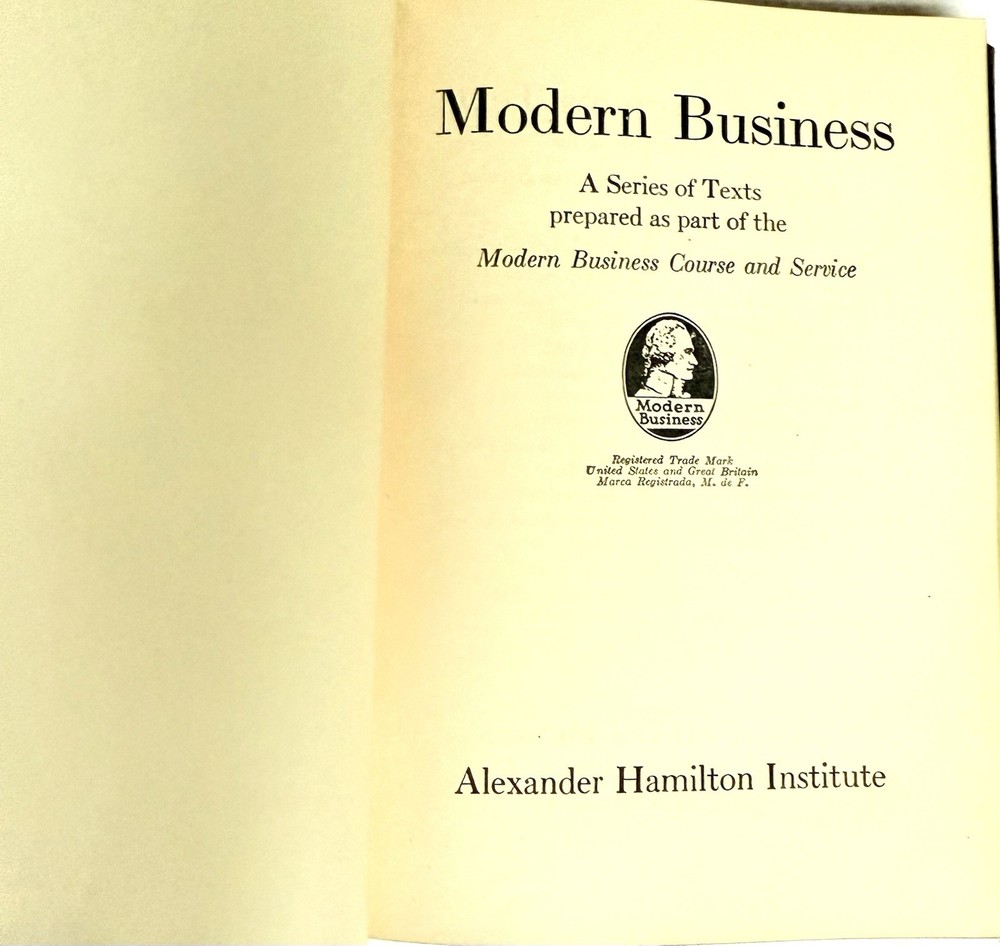 Modern Business
A Series of Texts
prepared as part of the
Modern Business Course and Service
Modern
Business
Registered Trade Mark
United States and Great Britain
Marca Registrada, M. de F.
Alexander Hamilton Institute